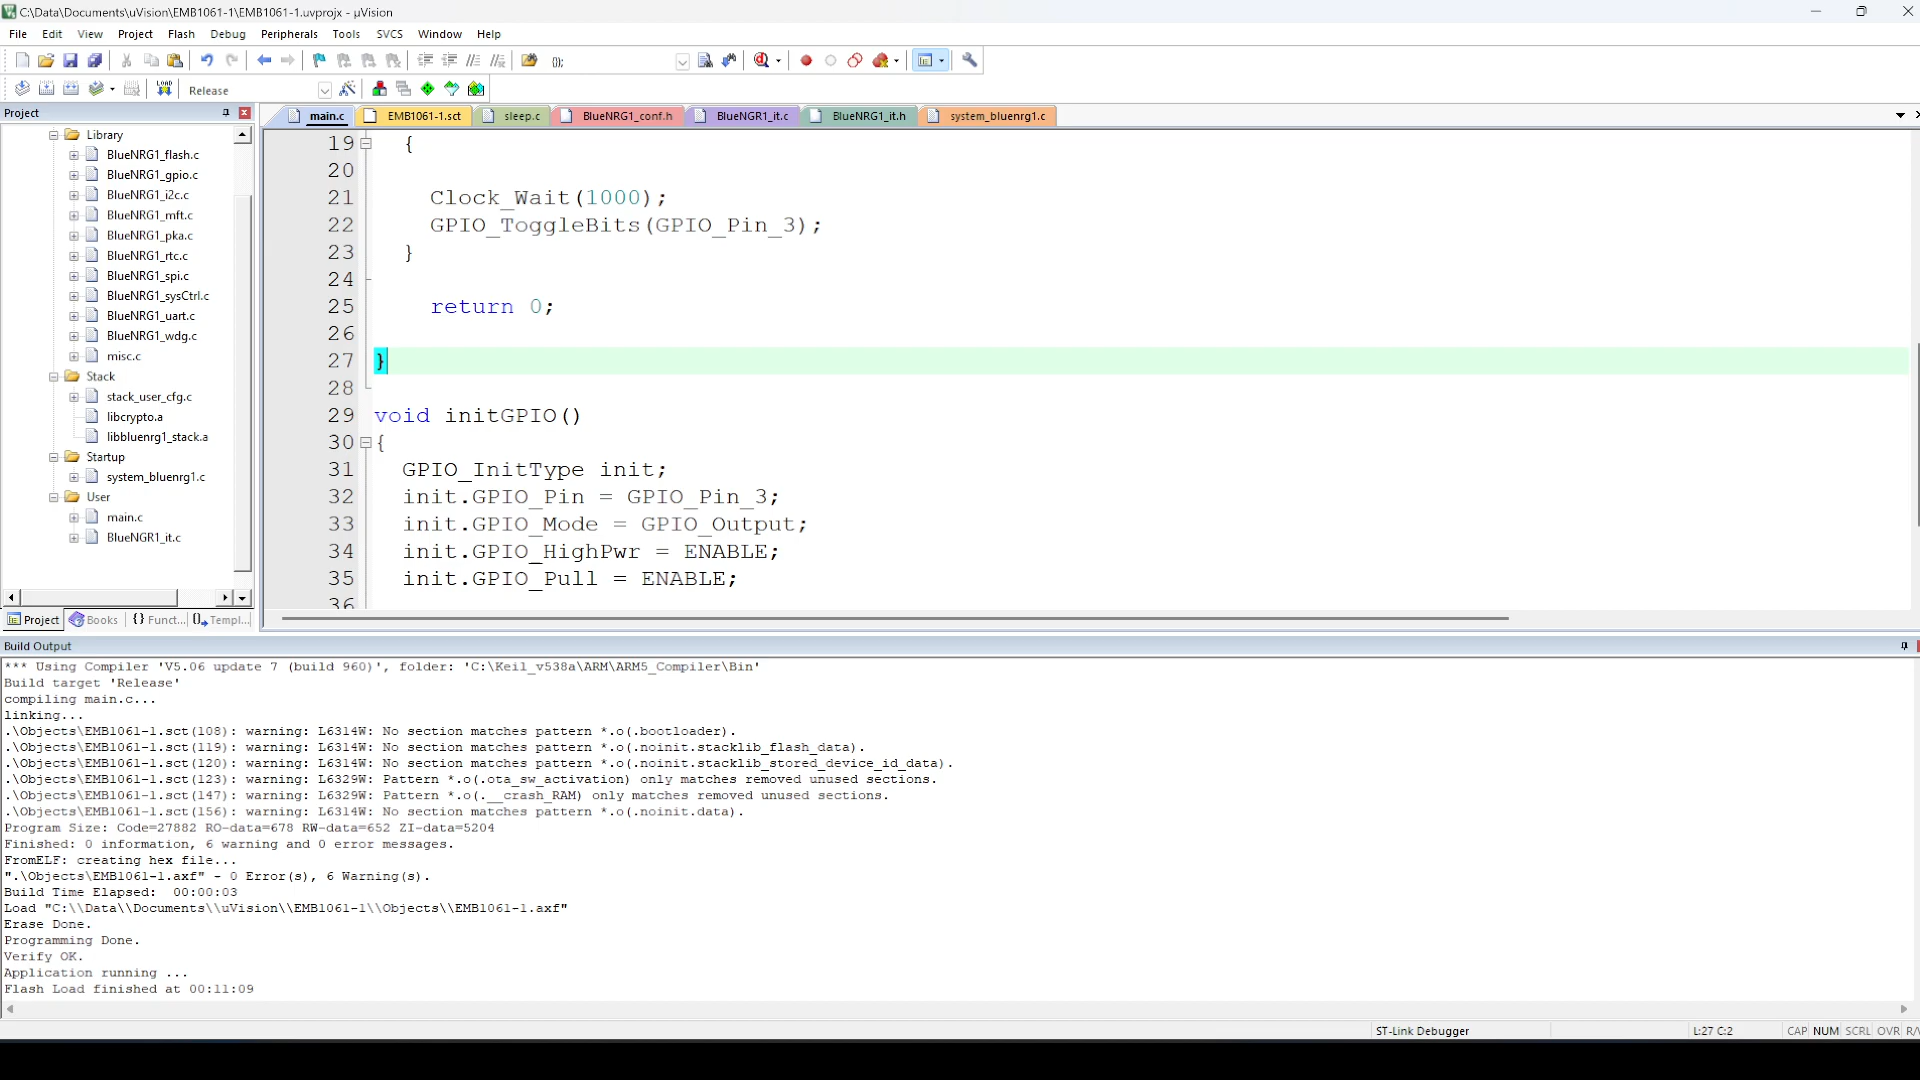 C:\Data\Documents\uVision\EMB1061-1\EMB1061-1.uvprojx - µVision
File Edit View Project Flash Debug Peripherals Tools SVCS Window Help
LOAD Release
Project
main.c EMB1061-1.sct sleep.c BlueNRG1_conf.h BlueNGR1_it.c BlueNRG1_it.h system_bluenrg1.c
Library
BlueNRG1_flash.c
BlueNRG1_gpio.c
BlueNRG1_i2c.c
BlueNRG1_mft.c
BlueNRG1_pka.c
BlueNRG1_rtc.c
BlueNRG1_spi.c
BlueNRG1_sysCtrl.c
BlueNRG1_uart.c
BlueNRG1_wdg.c
misc.c
Stack
stack_user_cfg.c
libcrypto.a
libbluenrg1_stack.a
Startup
system_bluenrg1.c
User
main.c
BlueNGR1_it.c
Project Books {} Funct... Templ...
19 {
20
21 Clock_Wait(1000);
22 GPIO_ToggleBits(GPIO_Pin_3);
23 }
24
25 return 0;
26
27 }
28
29 void initGPIO()
30 {
31 GPIO_InitType init;
32 init.GPIO_Pin = GPIO_Pin_3;
33 init.GPIO_Mode = GPIO_Output;
34 init.GPIO_HighPwr = ENABLE;
35 init.GPIO_Pull = ENABLE;
36
Build Output
*** Using Compiler 'V5.06 update 7 (build 960)', folder: 'C:\Keil_v538a\ARM\ARM5_Compiler\Bin'
Build target 'Release'
compiling main.c...
linking...
.\Objects\EMB1061-1.sct(108): warning: L6314W: No section matches pattern *.o(.bootloader).
.\Objects\EMB1061-1.sct(119): warning: L6314W: No section matches pattern *.o(.noinit.stacklib_flash_data).
.\Objects\EMB1061-1.sct(120): warning: L6314W: No section matches pattern *.o(.noinit.stacklib_stored_device_id_data).
.\Objects\EMB1061-1.sct(123): warning: L6329W: Pattern *.o(.ota_sw_activation) only matches removed unused sections.
.\Objects\EMB1061-1.sct(147): warning: L6329W: Pattern *.o(.__crash_RAM) only matches removed unused sections.
.\Objects\EMB1061-1.sct(156): warning: L6314W: No section matches pattern *.o(.noinit.data).
Program Size: Code=27882 RO-data=678 RW-data=652 ZI-data=5204
Finished: 0 information, 6 warning and 0 error messages.
FromELF: creating hex file...
".\Objects\EMB1061-1.axf" - 0 Error(s), 6 Warning(s).
Build Time Elapsed:  00:00:03
Load "C:\\Data\\Documents\\uVision\\EMB1061-1\\Objects\\EMB1061-1.axf"
Erase Done.
Programming Done.
Verify OK.
Application running ...
Flash Load finished at 00:11:09
ST-Link Debugger L:27 C:2 CAP NUM SCRL OVR R/